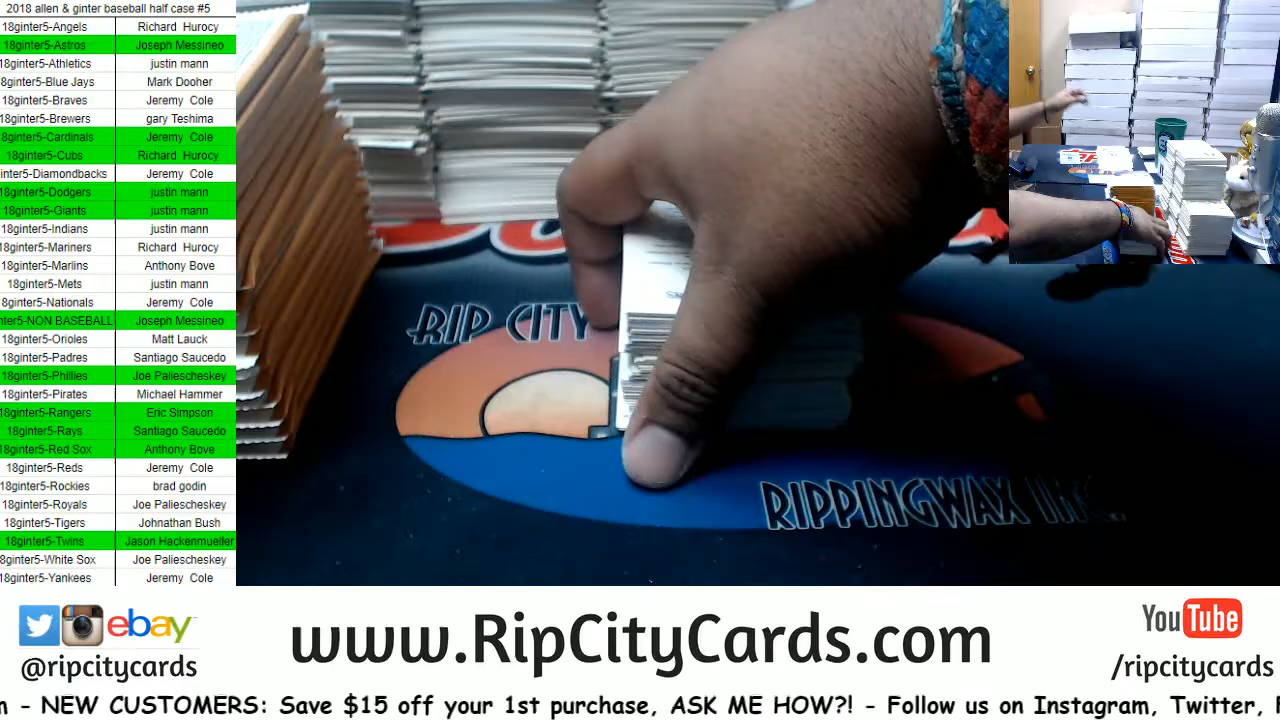 2018 allen & ginter baseball half case #5
18ginter5-Angels Richard Hurocy
18ginter5-Astros Joseph Messineo
18ginter5-Athletics justin mann
8ginter5-Blue Jays Mark Dooher
18ginter5-Braves Jeremy Cole
18ginter5-Brewers gary Teshima
8ginter5-Cardinals Jeremy Cole
18ginter5-Cubs Richard Hurocy
inter5-Diamondbacks Jeremy Cole
18ginter5-Dodgers justin mann
18ginter5-Giants justin mann
18ginter5-Indians justin mann
18ginter5-Mariners Richard Hurocy
18ginter5-Marlins Anthony Bove
18ginter5-Mets justin mann
8ginter5-Nationals Jeremy Cole
nter5-NON BASEBALL Joseph Messineo
18ginter5-Orioles Matt Lauck
18ginter5-Padres Santiago Saucedo
18ginter5-Phillies Joe Paliescheskey
18ginter5-Pirates Michael Hammer
18ginter5-Rangers Eric Simpson
18ginter5-Rays Santiago Saucedo
18ginter5-Red Sox Anthony Bove
18ginter5-Reds Jeremy Cole
18ginter5-Rockies brad godin
18ginter5-Royals Joe Paliescheskey
18ginter5-Tigers Johnathan Bush
18ginter5-Twins Jason Hackenmueller
8ginter5-White Sox Joe Paliescheskey
18ginter5-Yankees Jeremy Cole
RIP CITY
RIPPINGWAX INC.
ebay
@ripcitycards
www.RipCityCards.com
YouTube
/ripcitycards
n - NEW CUSTOMERS: Save $15 off your 1st purchase, ASK ME HOW?! - Follow us on Instagram, Twitter,